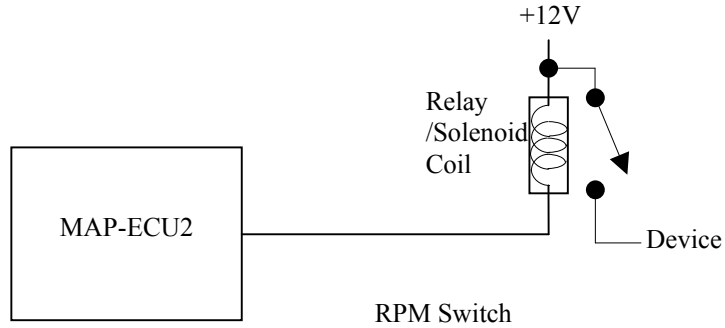 +12V
Relay
/Solenoid
Coil
MAP-ECU2
Device
RPM Switch